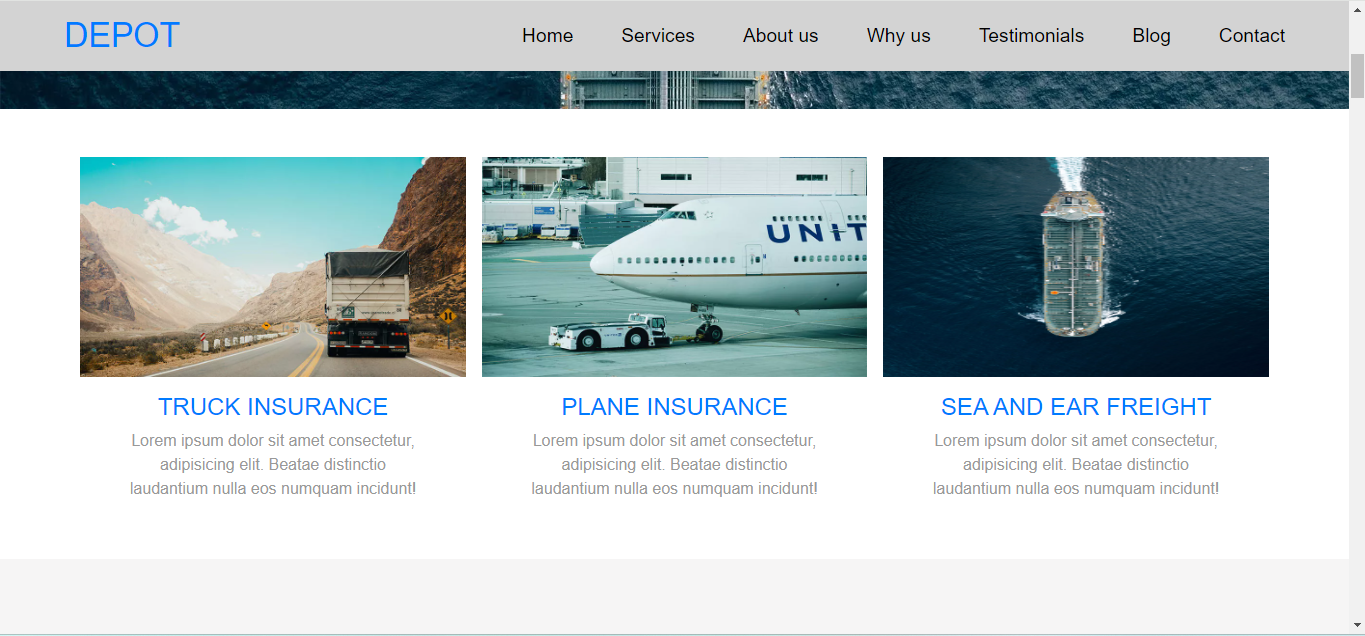 DEPOT
Home Services About us Why us Testimonials Blog Contact
UNIT
TRUCK INSURANCE
PLANE INSURANCE
SEA AND EAR FREIGHT
Lorem ipsum dolor sit amet consectetur,
adipisicing elit. Beatae distinctio
laudantium nulla eos numquam incidunt!
Lorem ipsum dolor sit amet consectetur,
adipisicing elit. Beatae distinctio
laudantium nulla eos numquam incidunt!
Lorem ipsum dolor sit amet consectetur,
adipisicing elit. Beatae distinctio
laudantium nulla eos numquam incidunt!